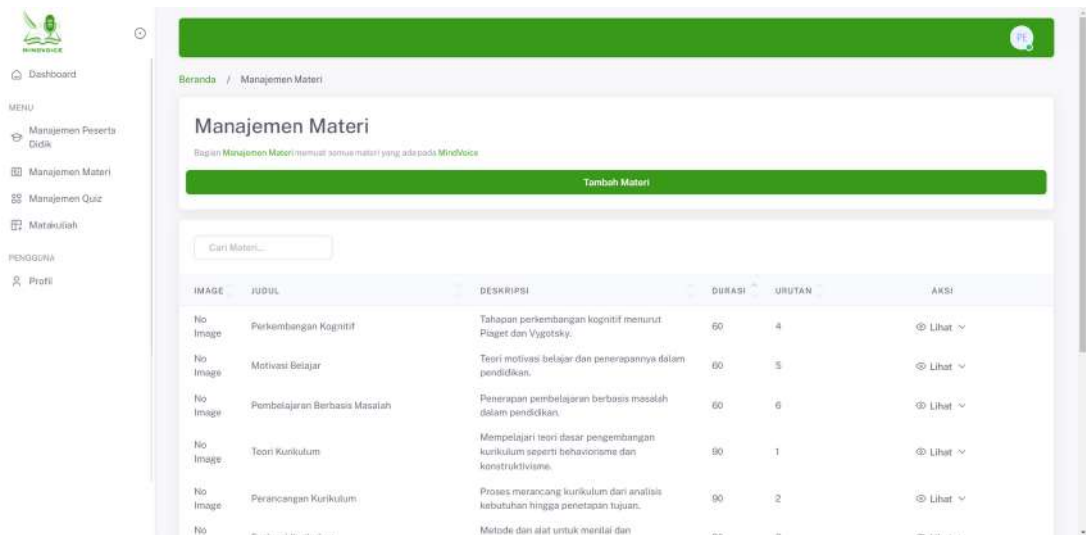 MINDVOICE
PE
Dashboard
MENU
Manajemen Peserta
Didik
Manajemen Materi
Manajemen Quiz
Matakuliah
PENGGUNA
Profil
Beranda / Manajemen Materi
Manajemen Materi
Bagian Manajemen Materi memuat semua materi yang ada pada MindVoice
Tambah Materi
Cari Materi...
IMAGE JUDUL DESKRIPSI DURASI URUTAN AKSI
No Image Perkembangan Kognitif Tahapan perkembangan kognitif menurut Piaget dan Vygotsky. 60 4 Lihat
No Image Motivasi Belajar Teori motivasi belajar dan penerapannya dalam pendidikan. 60 5 Lihat
No Image Pembelajaran Berbasis Masalah Penerapan pembelajaran berbasis masalah dalam pendidikan. 60 6 Lihat
No Image Teori Kurikulum Mempelajari teori dasar pengembangan kurikulum seperti behaviorisme dan konstruktivisme. 90 1 Lihat
No Image Perancangan Kurikulum Proses merancang kurikulum dari analisis kebutuhan hingga penetapan tujuan. 90 2 Lihat
No Metode dan alat untuk menilai dan